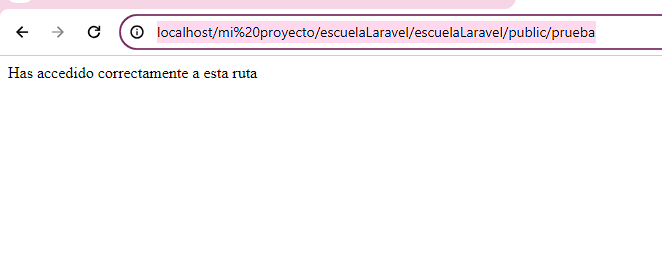 localhost/mi%20proyecto/escuelaLaravel/escuelaLaravel/public/prueba
Has accedido correctamente a esta ruta